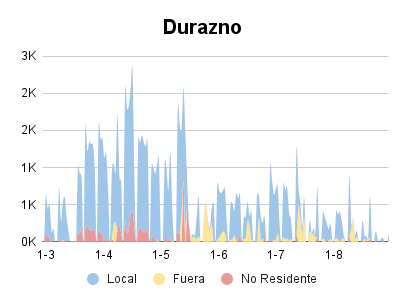 Durazno
3K
2K
2K
1K
1K
0K
1-3 1-4 1-5 1-6 1-7 1-8
Local Fuera No Residente